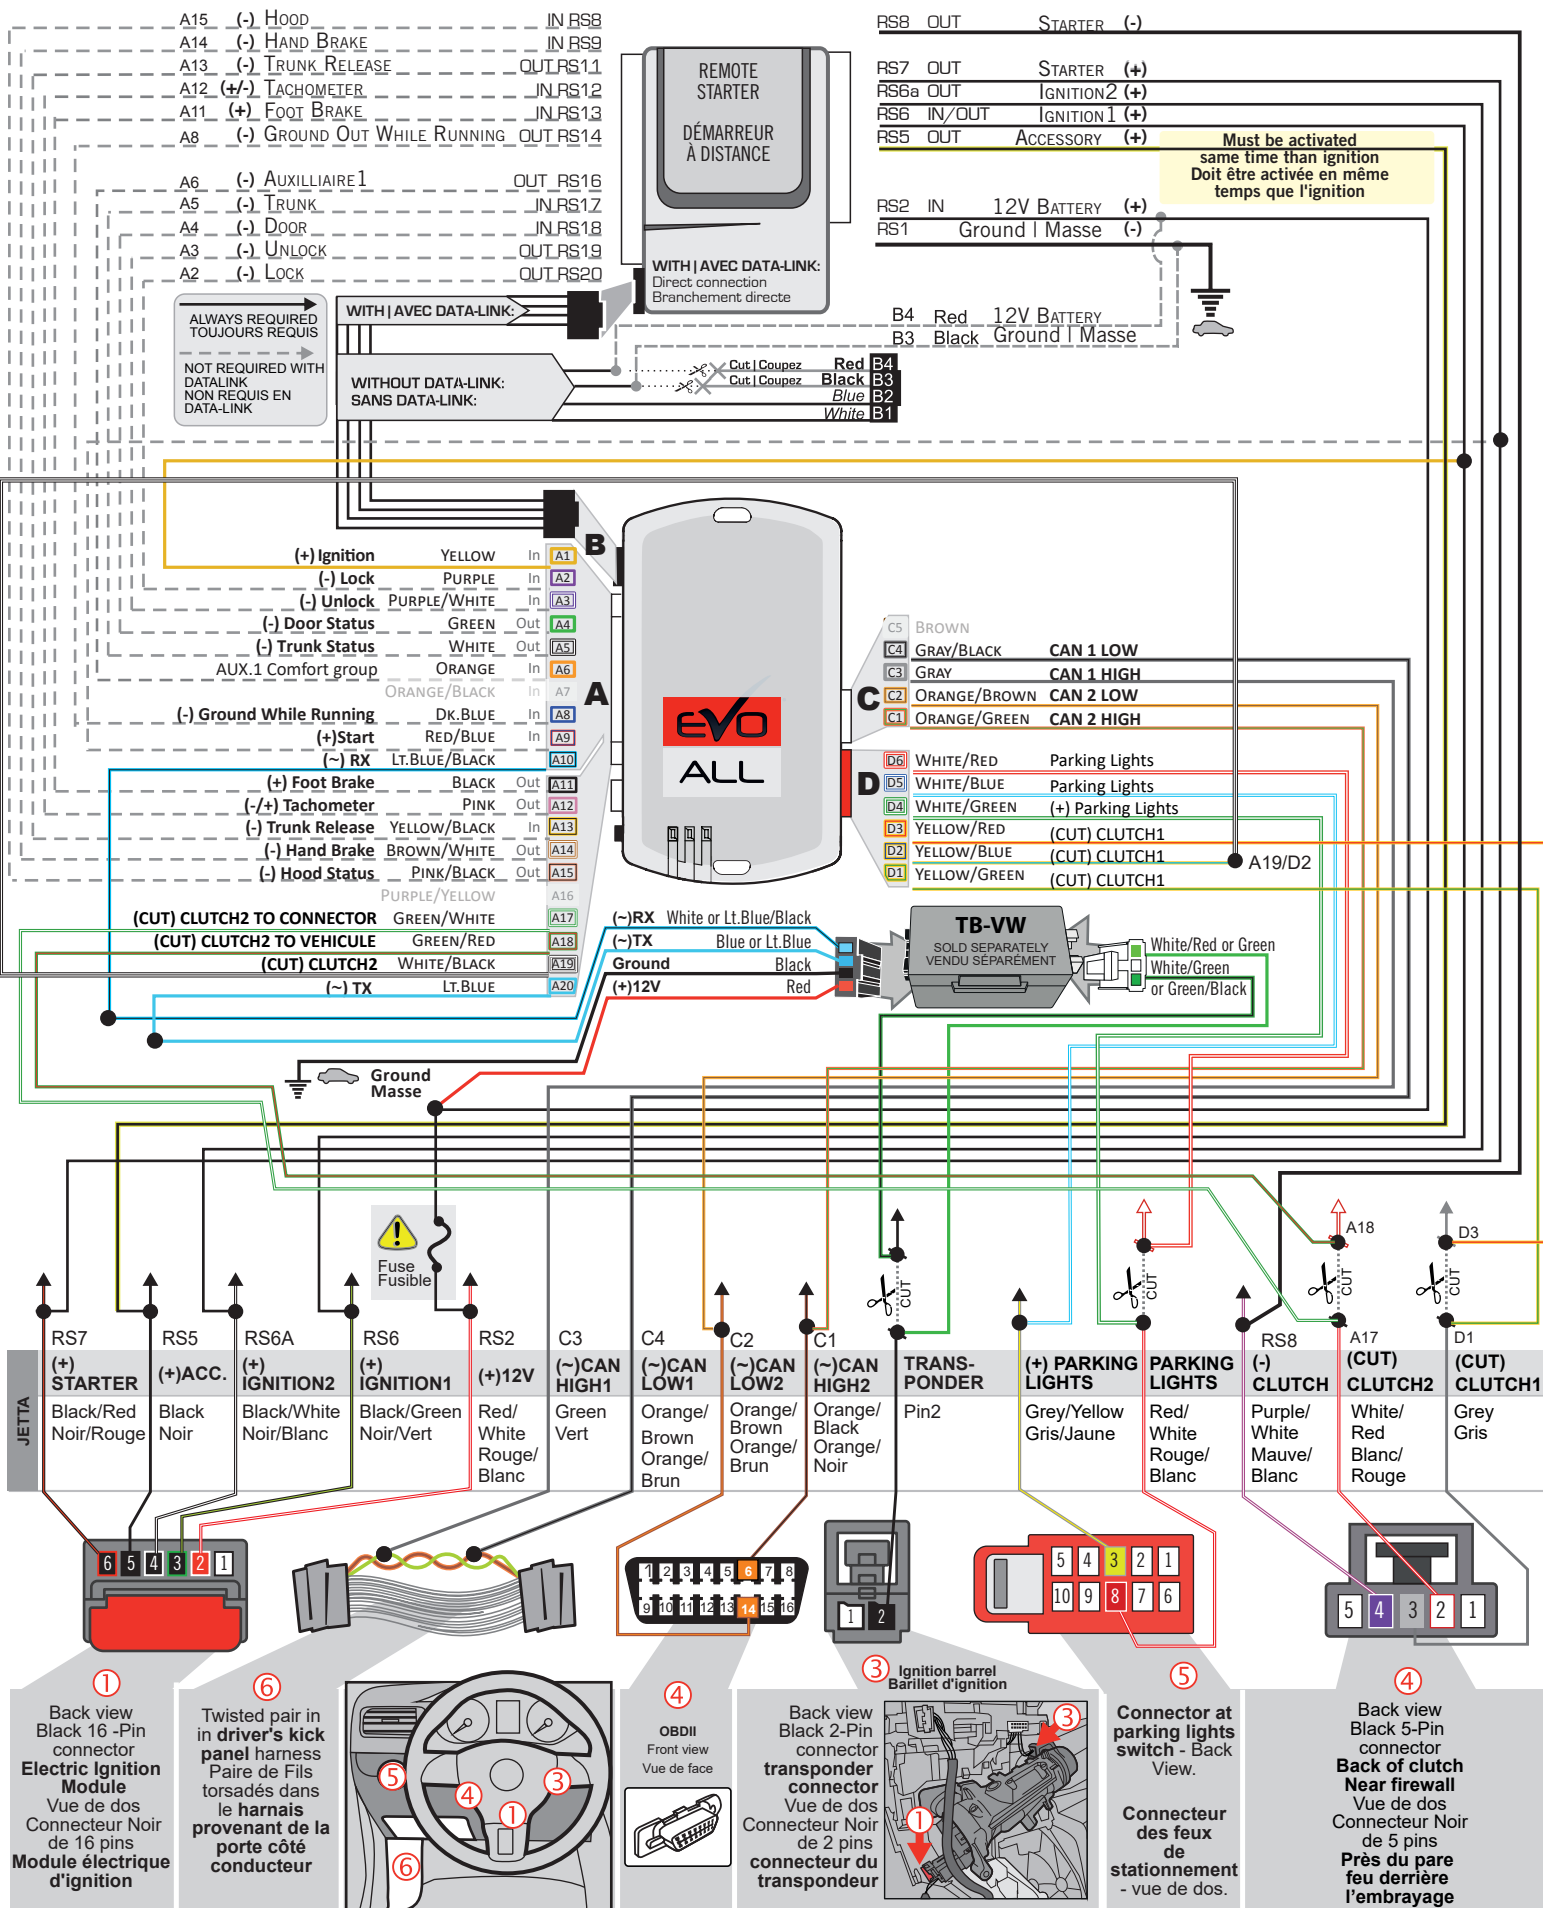 A15 (-) HOOD IN RS8
A14 (-) HAND BRAKE IN RS9
A13 (-) TRUNK RELEASE OUT RS11
A12 (+/-) TACHOMETER IN RS12
A11 (+) FOOT BRAKE IN RS13
A8 (-) GROUND OUT WHILE RUNNING OUT RS14
A6 (-) AUXILLIAIRE1 OUT RS16
A5 (-) TRUNK IN RS17
A4 (-) DOOR IN RS18
A3 (-) UNLOCK OUT RS19
A2 (-) LOCK OUT RS20
REMOTE
STARTER
DÉMARREUR
À DISTANCE
WITH | AVEC DATA-LINK:
Direct connection
Branchement directe
RS8 OUT STARTER (-)
RS7 OUT STARTER (+)
RS6a OUT IGNITION2 (+)
RS6 IN/OUT IGNITION1 (+)
RS5 OUT ACCESSORY (+)
Must be activated
same time than ignition
Doit être activée en même
temps que l'ignition
RS2 IN 12V BATTERY (+)
RS1 Ground | Masse (-)
ALWAYS REQUIRED
TOUJOURS REQUIS
NOT REQUIRED WITH
DATALINK
NON REQUIS EN
DATA-LINK
WITH | AVEC DATA-LINK:
WITHOUT DATA-LINK:
SANS DATA-LINK:
B4 Red 12V BATTERY
B3 Black Ground | Masse
Cut | Coupez Red B4
Cut | Coupez Black B3
Blue B2
White B1
B
(+) Ignition YELLOW In A1
(-) Lock PURPLE In A2
(-) Unlock PURPLE/WHITE In A3
(-) Door Status GREEN Out A4
(-) Trunk Status WHITE Out A5
AUX.1 Comfort group ORANGE In A6
ORANGE/BLACK In A7
(-) Ground While Running DK.BLUE In A8
(+)Start RED/BLUE In A9
(~) RX LT.BLUE/BLACK A10
(+) Foot Brake BLACK Out A11
(-/+) Tachometer PINK Out A12
(-) Trunk Release YELLOW/BLACK In A13
(-) Hand Brake BROWN/WHITE Out A14
(-) Hood Status PINK/BLACK Out A15
PURPLE/YELLOW A16
(CUT) CLUTCH2 TO CONNECTOR GREEN/WHITE A17
(CUT) CLUTCH2 TO VEHICULE GREEN/RED A18
(CUT) CLUTCH2 WHITE/BLACK A19
(~) TX LT.BLUE A20
A
EVO
ALL
C
C5 BROWN
C4 GRAY/BLACK CAN 1 LOW
C3 GRAY CAN 1 HIGH
C2 ORANGE/BROWN CAN 2 LOW
C1 ORANGE/GREEN CAN 2 HIGH
D
D6 WHITE/RED Parking Lights
D5 WHITE/BLUE Parking Lights
D4 WHITE/GREEN (+) Parking Lights
D3 YELLOW/RED (CUT) CLUTCH1
D2 YELLOW/BLUE (CUT) CLUTCH1 A19/D2
D1 YELLOW/GREEN (CUT) CLUTCH1
(~)RX White or Lt.Blue/Black
(~)TX Blue or Lt.Blue
Ground Black
(+)12V Red
TB-VW
SOLD SEPARATELY
VENDU SÉPARÉMENT
White/Red or Green
White/Green
or Green/Black
Ground
Masse
Fuse
Fusible
CUT
CUT
CUT
CUT
A18
D3
RS7 RS5 RS6A RS6 RS2 C3 C4 C2 C1 RS8 A17 D1
JETTA
(+)
STARTER
Black/Red
Noir/Rouge
(+)ACC.
Black
Noir
(+)
IGNITION2
Black/White
Noir/Blanc
(+)
IGNITION1
Black/Green
Noir/Vert
(+)12V
Red/
White
Rouge/
Blanc
(~)CAN
HIGH1
Green
Vert
(~)CAN
LOW1
Orange/
Brown
Orange/
Brun
(~)CAN
LOW2
Orange/
Brown
Orange/
Brun
(~)CAN
HIGH2
Orange/
Black
Orange/
Noir
TRANS-
PONDER
Pin2
(+) PARKING
LIGHTS
Grey/Yellow
Gris/Jaune
PARKING
LIGHTS
Red/
White
Rouge/
Blanc
(-)
CLUTCH
Purple/
White
Mauve/
Blanc
(CUT)
CLUTCH2
White/
Red
Blanc/
Rouge
(CUT)
CLUTCH1
Grey
Gris
6 5 4 3 2 1
1 2 3 4 5 6 7 8
9 10 11 12 13 14 15 16
1 2
5 4 3 2 1
10 9 8 7 6
5 4 3 2 1
1
Back view
Black 16 -Pin
connector
Electric Ignition
Module
Vue de dos
Connecteur Noir
de 16 pins
Module électrique
d'ignition
6
Twisted pair in
in driver's kick
panel harness
Paire de Fils
torsadés dans
le harnais
provenant de la
porte côté
conducteur
5
4
3
1
6
4
OBDII
Front view
Vue de face
3 Ignition barrel
Barillet d'ignition
Back view
Black 2-Pin
connector
transponder
connector
Vue de dos
Connecteur Noir
de 2 pins
connecteur du
transpondeur
3
1
5
Connector at
parking lights
switch - Back
View.
Connecteur
des feux
de
stationnement
- vue de dos.
4
Back view
Black 5-Pin
connector
Back of clutch
Near firewall
Vue de dos
Connecteur Noir
de 5 pins
Près du pare
feu derrière
l'embrayage